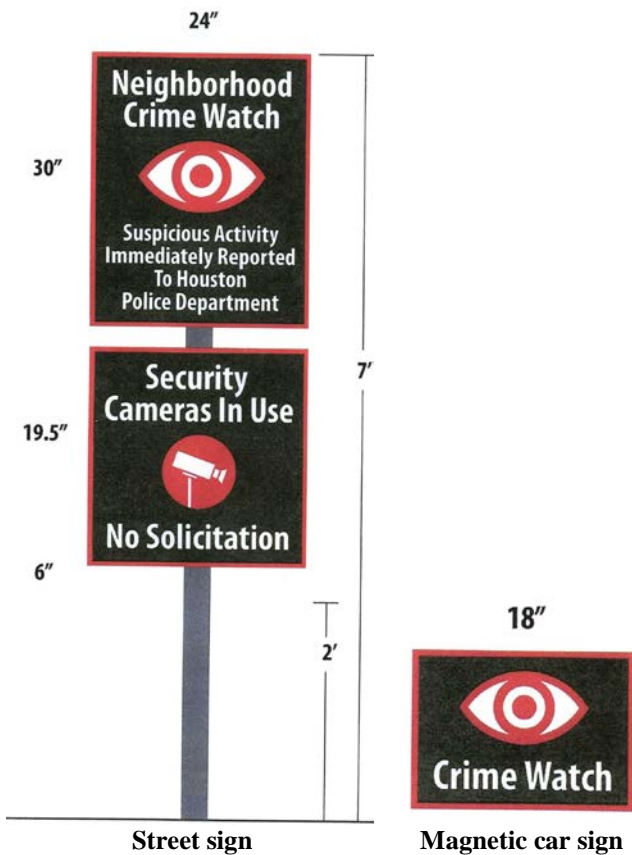 24"
Neighborhood
Crime Watch
30"
Suspicious Activity
Immediately Reported
To Houston
Police Department
7'
Security
Cameras In Use
19.5"
No Solicitation
6"
2'
18"
Crime Watch
Street sign
Magnetic car sign